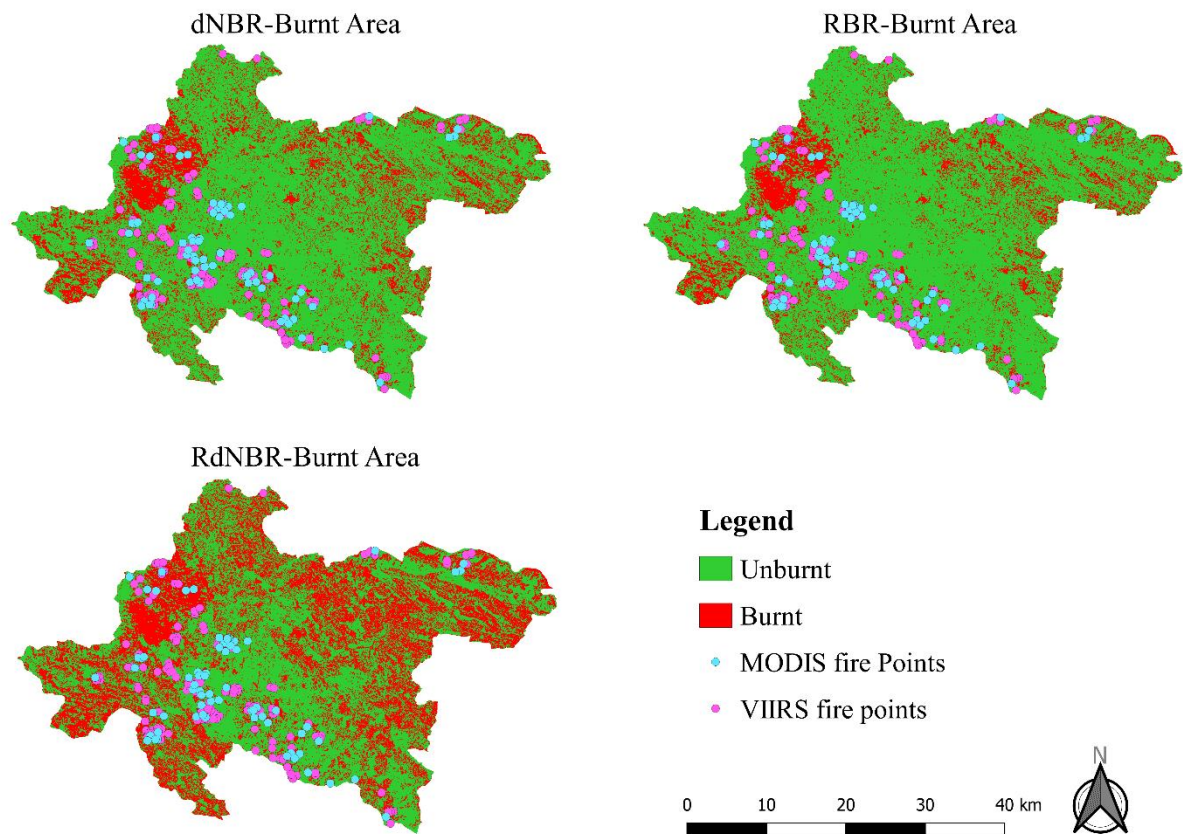 dNBR-Burnt Area
RBR-Burnt Area
RdNBR-Burnt Area
Legend
Unburnt
Burnt
MODIS fire Points
VIIRS fire points
N
0 10 20 30 40 km